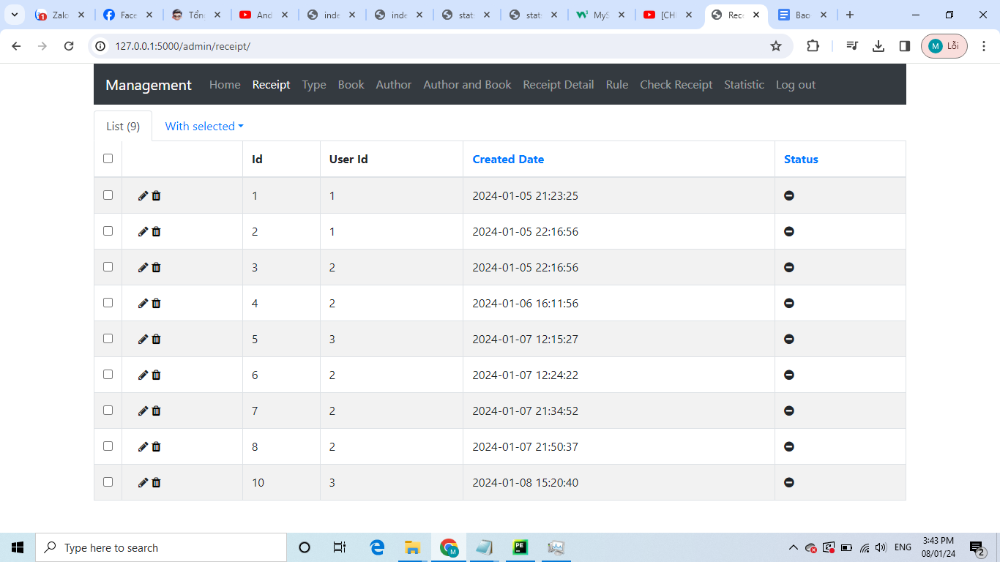 Zalo
Face
Tổn
And
inde
inde
stat
stat
MyS
[CH
Rec
Bao
127.0.0.1:5000/admin/receipt/
M Lỗi
Management Home Receipt Type Book Author Author and Book Receipt Detail Rule Check Receipt Statistic Log out
List (9) With selected
Id User Id Created Date Status
1 1 2024-01-05 21:23:25
2 1 2024-01-05 22:16:56
3 2 2024-01-05 22:16:56
4 2 2024-01-06 16:11:56
5 3 2024-01-07 12:15:27
6 2 2024-01-07 12:24:22
7 2 2024-01-07 21:34:52
8 2 2024-01-07 21:50:37
10 3 2024-01-08 15:20:40
Type here to search
ENG
3:43 PM
08/01/24
2